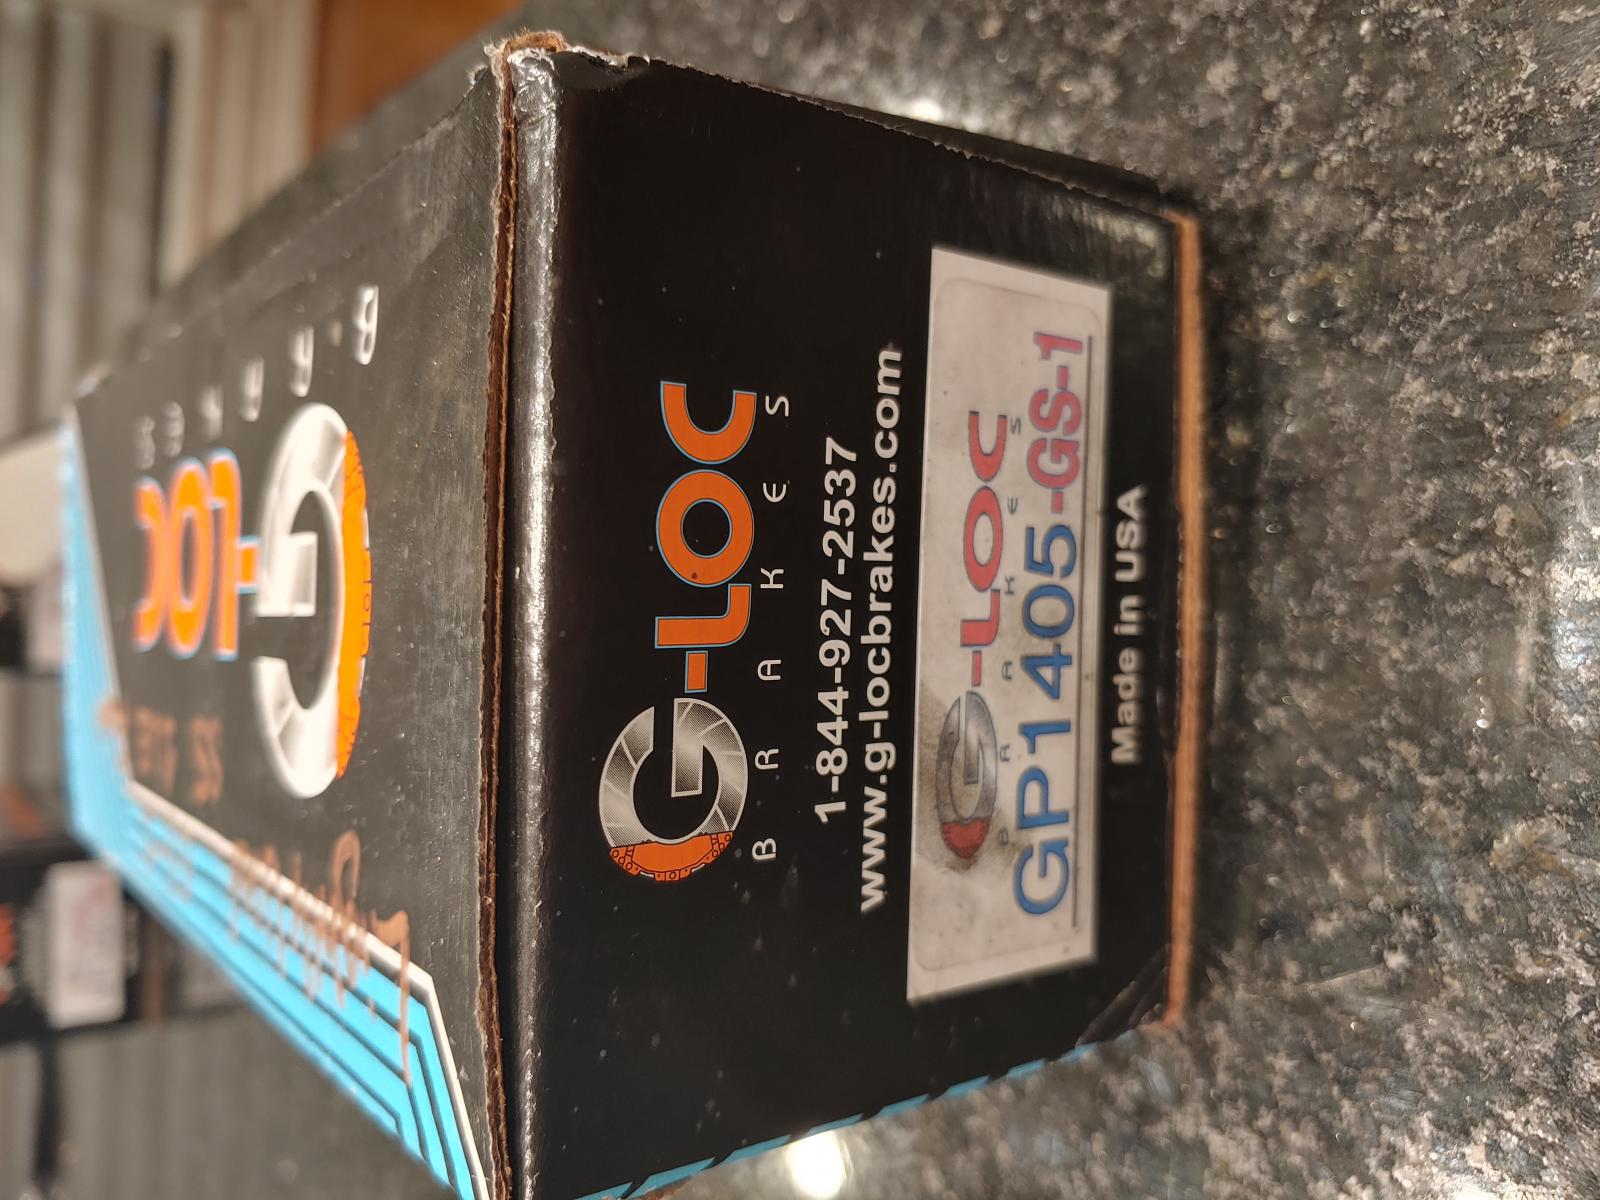 G-LOC
BRAKES
1-844-927-2537
www.g-locbrakes.com
G-LOC
BRAKES
GP1405-GS-1
Made in USA
G-LOC
BRAKES